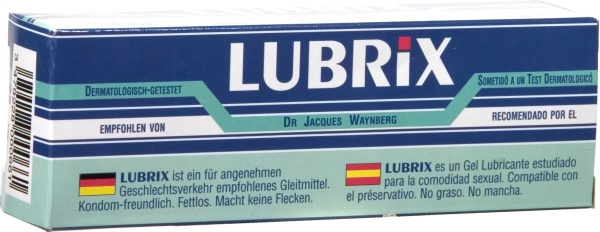 LUBRiX
DERMATOLOGISCH-GETESTET
SOMETIDÓ A UN TEST DERMATOLOGICÓ
EMPFOHLEN VON
DR JACQUES WAYNBERG
RECOMENDADO POR EL
LUBRIX ist ein für angenehmen
Geschlechtsverkehr empfohlenes Gleitmittel.
Kondom-freundlich. Fettlos. Macht keine Flecken.
LUBRIX es un Gel Lubricante estudiado
para la comodidad sexual. Compatible con
el présérvativo. No graso. No mancha.